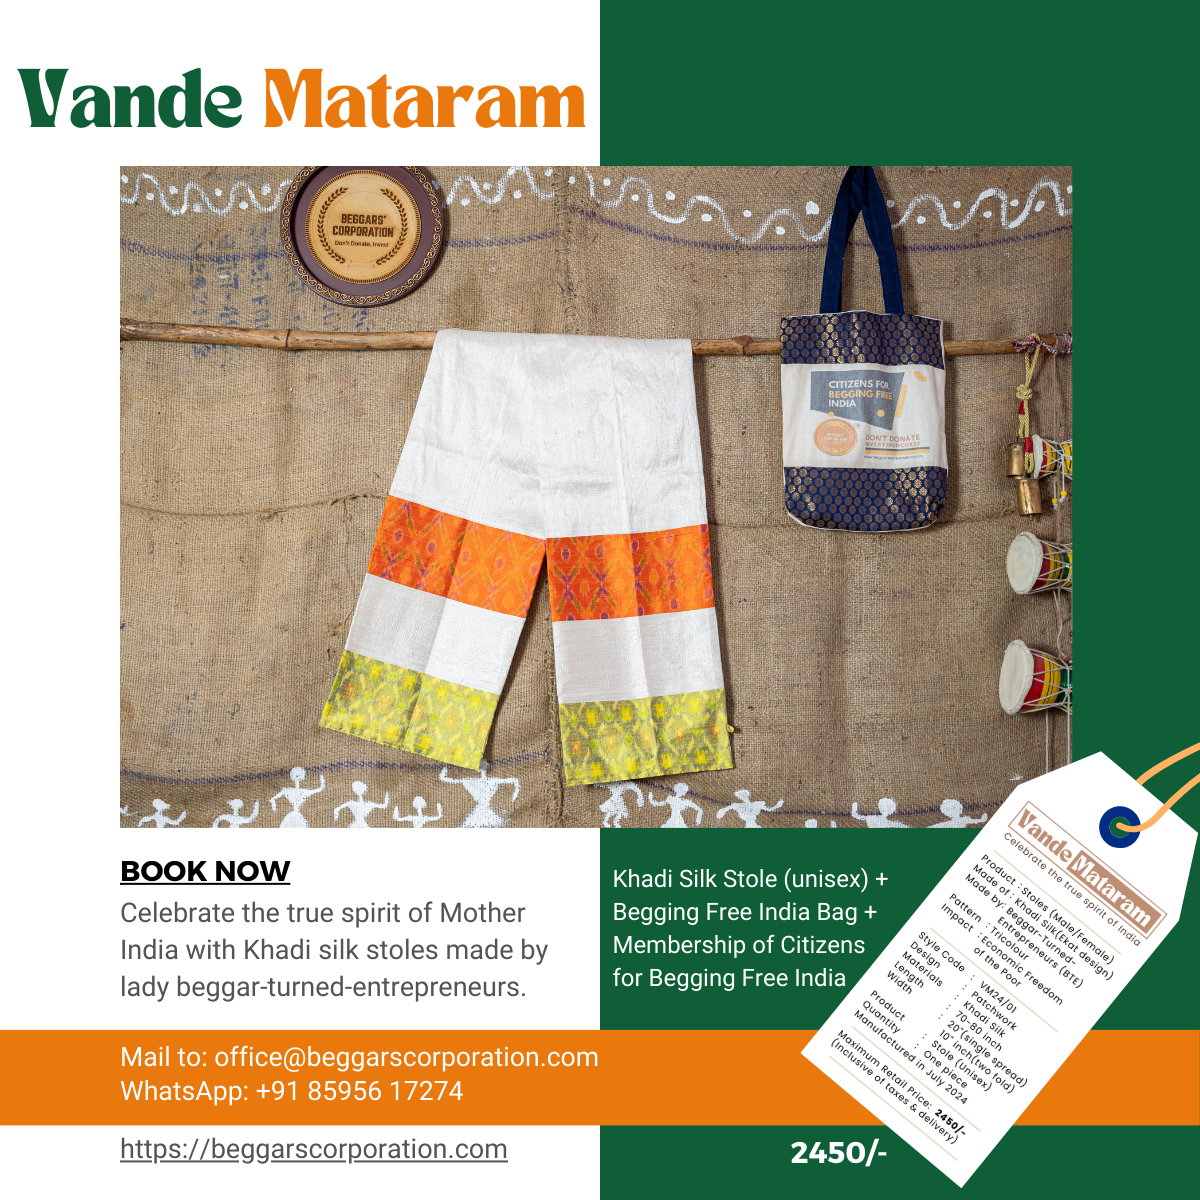 Vande Mataram
BEGGARS'
CORPORATION
Don't Donate, Invest
CITIZENS FOR
BEGGING FREE
INDIA
DON'T DONATE
INVEST/PURCHASE
BOOK NOW
Celebrate the true spirit of Mother
India with Khadi silk stoles made by
lady beggar-turned-entrepreneurs.
Khadi Silk Stole (unisex) +
Begging Free India Bag +
Membership of Citizens
for Begging Free India
Mail to: office@beggarscorporation.com
WhatsApp: +91 85956 17274
https://beggarscorporation.com
2450/-
Vande Mataram
Celebrate the true spirit of India
Product : Stoles (Male/Female)
Made of : Khadi Silk(Ekat design)
Made by: Beggar-Turned-
Entrepreneurs (BTE)
Pattern : Tricolour
Impact : Economic Freedom
of the Poor
Style Code : VM24/01
Design : Patchwork
Materials : Khadi Silk
Length : 70-80 inch
Width : 20"(single spread)
10" inch(two fold)
Product : Stole (unisex)
Quantity : One piece
Manufactured in July 2024
Maximum Retail Price: 2450/-
(Inclusive of taxes & delivery)